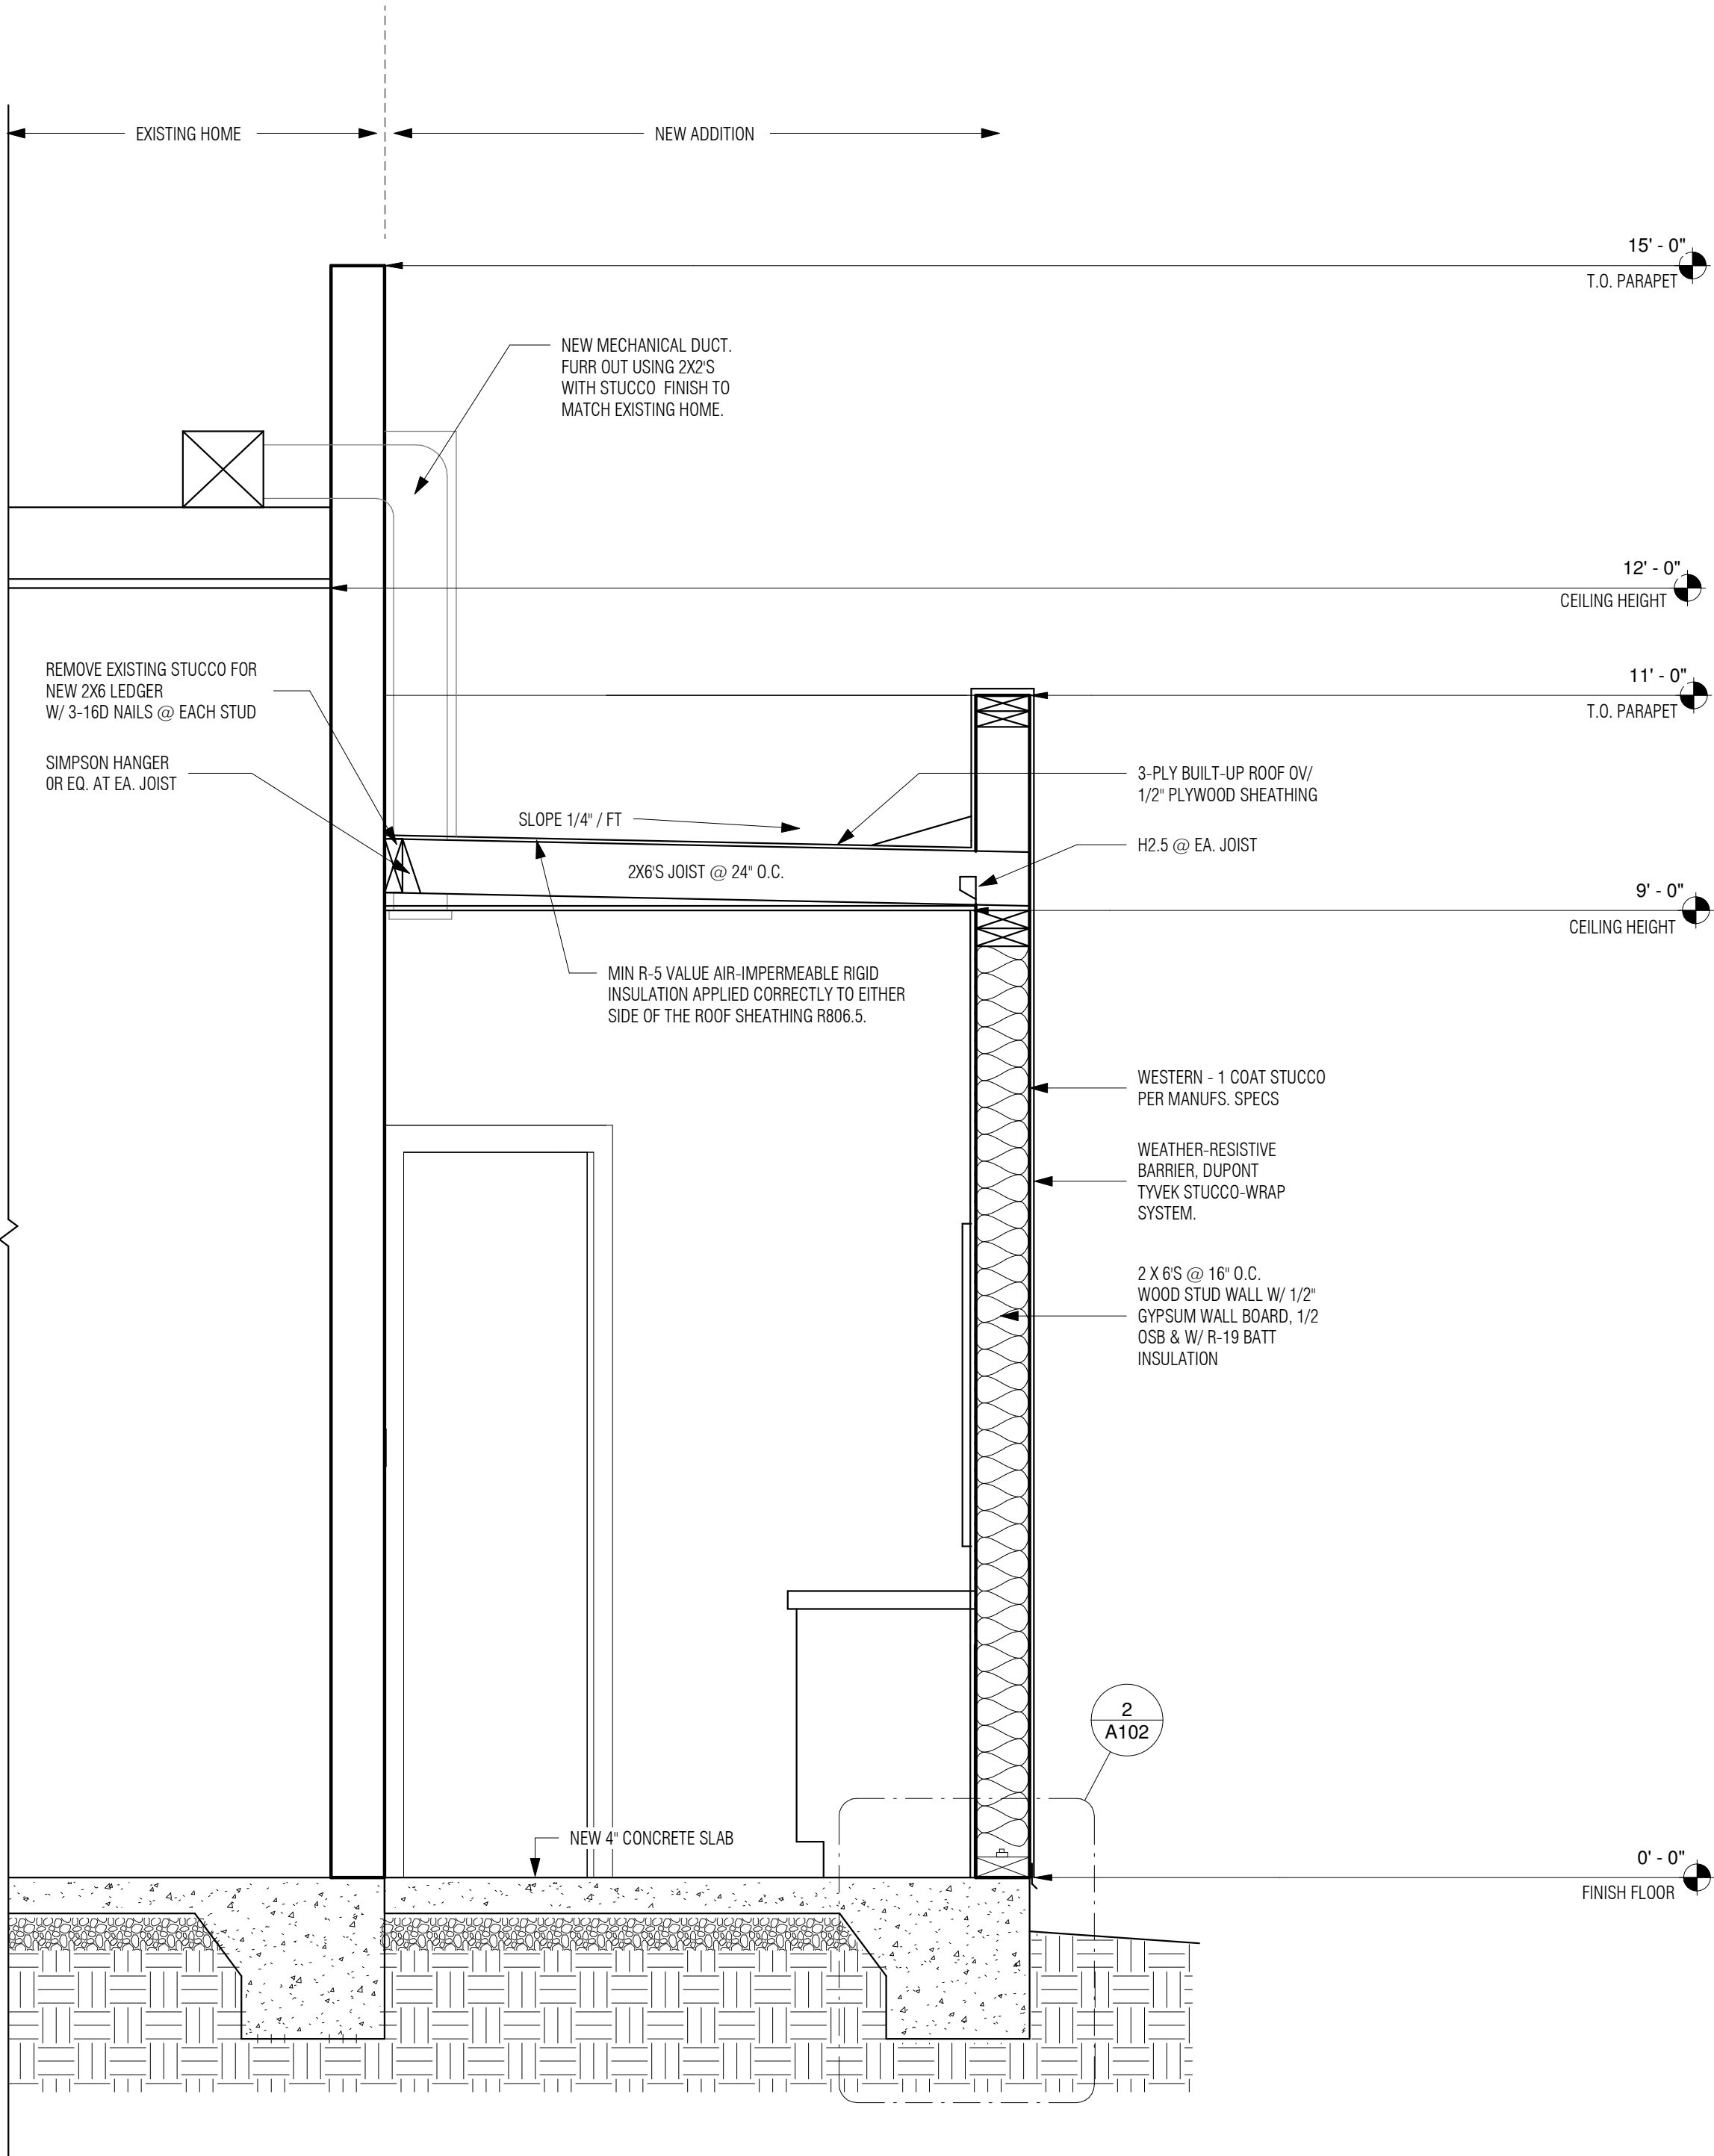 EXISTING HOME
NEW ADDITION
15' - 0"
T.O. PARAPET
NEW MECHANICAL DUCT.
FURR OUT USING 2X2'S
WITH STUCCO FINISH TO
MATCH EXISTING HOME.
12' - 0"
CEILING HEIGHT
REMOVE EXISTING STUCCO FOR
NEW 2X6 LEDGER
W/ 3-16D NAILS @ EACH STUD
11' - 0"
T.O. PARAPET
SIMPSON HANGER
0R EQ. AT EA. JOIST
3-PLY BUILT-UP ROOF OV/
1/2" PLYWOOD SHEATHING
SLOPE 1/4" / FT
H2.5 @ EA. JOIST
2X6'S JOIST @ 24" O.C.
9' - 0"
CEILING HEIGHT
MIN R-5 VALUE AIR-IMPERMEABLE RIGID
INSULATION APPLIED CORRECTLY TO EITHER
SIDE OF THE ROOF SHEATHING R806.5.
WESTERN - 1 COAT STUCCO
PER MANUFS. SPECS
WEATHER-RESISTIVE
BARRIER, DUPONT
TYVEK STUCCO-WRAP
SYSTEM.
2 X 6'S @ 16" O.C.
WOOD STUD WALL W/ 1/2"
GYPSUM WALL BOARD, 1/2
OSB & W/ R-19 BATT
INSULATION
2
A102
NEW 4" CONCRETE SLAB
0' - 0"
FINISH FLOOR